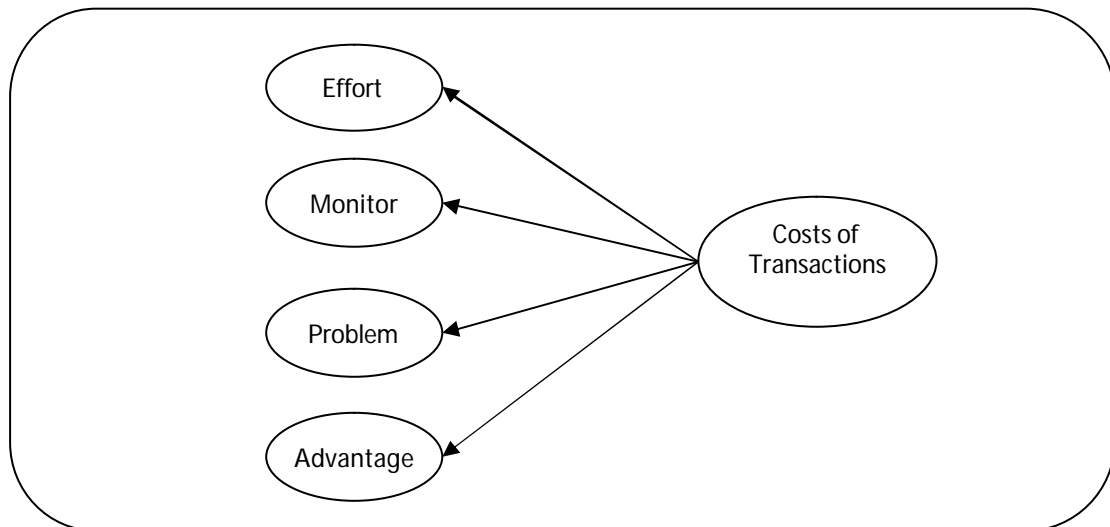 Effort
Monitor
Costs of
Transactions
Problem
Advantage